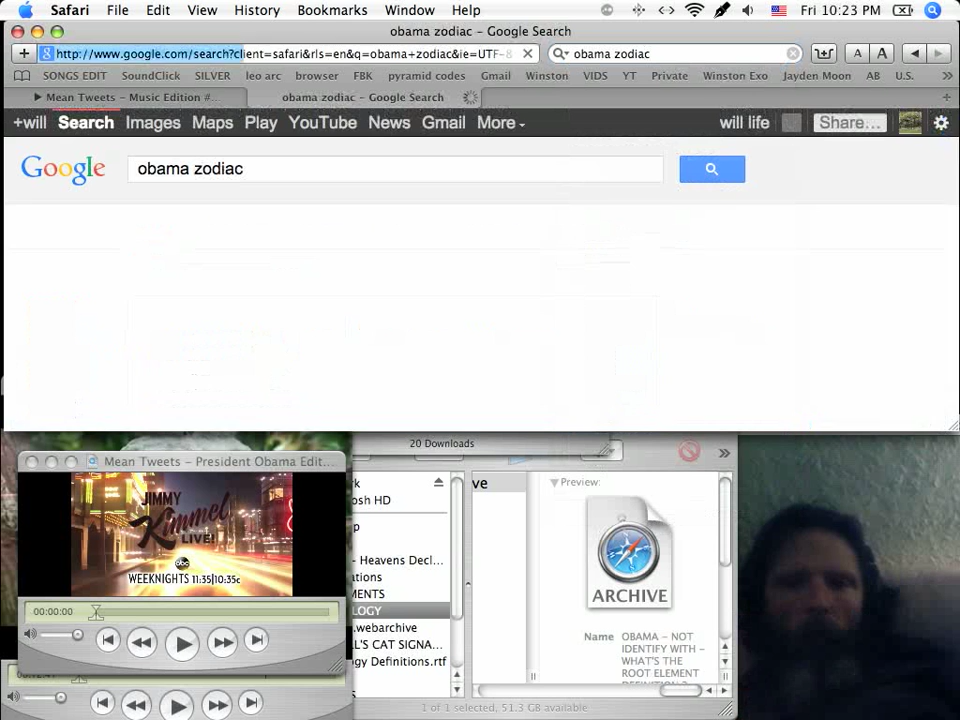 Safari File Edit View History Bookmarks Window Help Fri 10:23 PM
obama zodiac – Google Search
http://www.google.com/search?client=safari&rls=en&q=obama+zodiac&ie=UTF-8 obama zodiac A A
SONGS EDIT SoundClick SILVER leo arc browser FBK pyramid codes Gmail Winston VIDS YT Private Winston Exo Jayden Moon AB U.S. »
Mean Tweets – Music Edition #... obama zodiac – Google Search
+will Search Images Maps Play YouTube News Gmail More will life Share...
Google obama zodiac
20 Downloads
Mean Tweets – President Obama Edit...
JIMMY
Kimmel
LIVE!
abc
WEEKNIGHTS 11:35|10:35c
00:00:00
rk
osh HD
p
– Heavens Decl...
ations
MENTS
LOGY
.webarchive
L'S CAT SIGNA...
gy Definitions.rtf
ve
Preview:
ARCHIVE
Name OBAMA – NOT
IDENTIFY WITH –
WHAT'S THE
ROOT ELEMENT
1 of 1 selected, 51.3 GB available